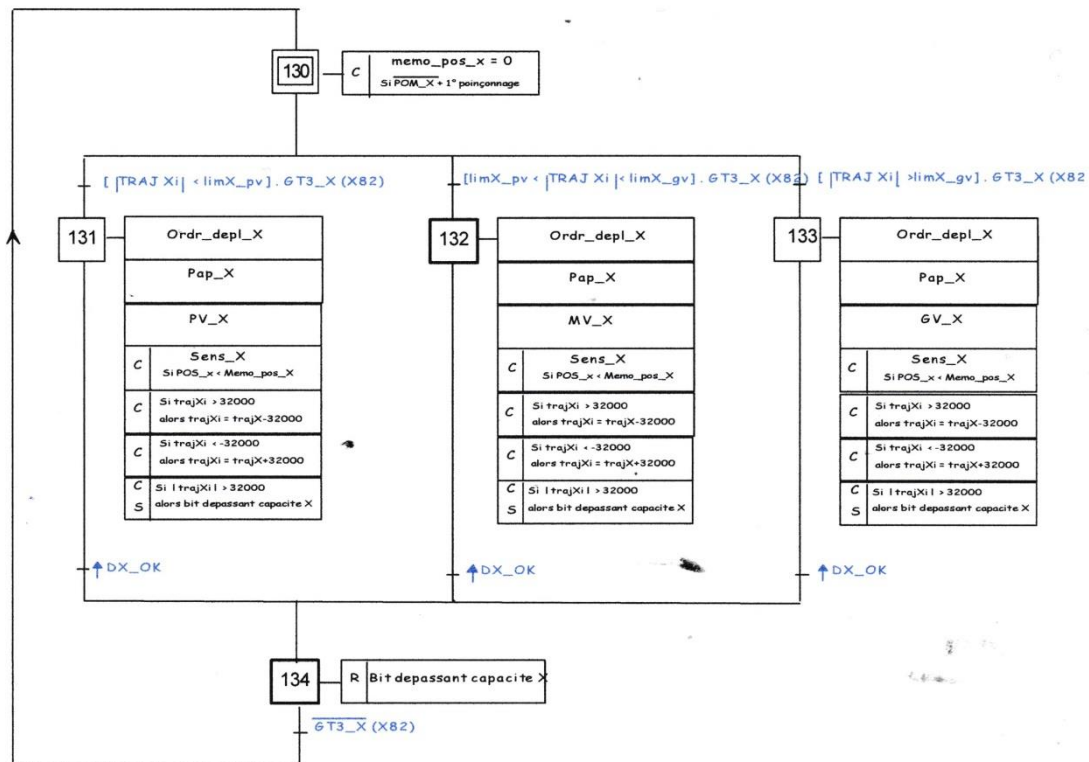 130
C
memo_pos_x = 0
Si POM_X + 1° poinçonnage
[ |TRAJ Xi| < limX_pv] . GT3_X (X82)
[limX_pv < |TRAJ Xi|< limX_gv] . GT3_X (X82)
[ |TRAJ Xi| >limX_gv] . GT3_X (X82
131
Ordr_depl_X
Pap_X
PV_X
C
Sens_X
Si POS_x < Memo_pos_X
C
Si trajXi > 32000
alors trajXi = trajX-32000
C
Si trajXi < -32000
alors trajXi = trajX+32000
C
S
Si |trajXi| > 32000
alors bit depassant capacite X
132
Ordr_depl_X
Pap_X
MV_X
C
Sens_X
Si POS_x < Memo_pos_X
C
Si trajXi > 32000
alors trajXi = trajX-32000
C
Si trajXi < -32000
alors trajXi = trajX+32000
C
S
Si |trajXi| > 32000
alors bit depassant capacite X
133
Ordr_depl_X
Pap_X
GV_X
C
Sens_X
Si POS_x < Memo_pos_X
C
Si trajXi > 32000
alors trajXi = trajX-32000
C
Si trajXi < -32000
alors trajXi = trajX+32000
C
S
Si |trajXi| > 32000
alors bit depassant capacite X
↑ DX_OK
↑ DX_OK
↑ DX_OK
134
R
Bit depassant capacite X
GT3_X (X82)